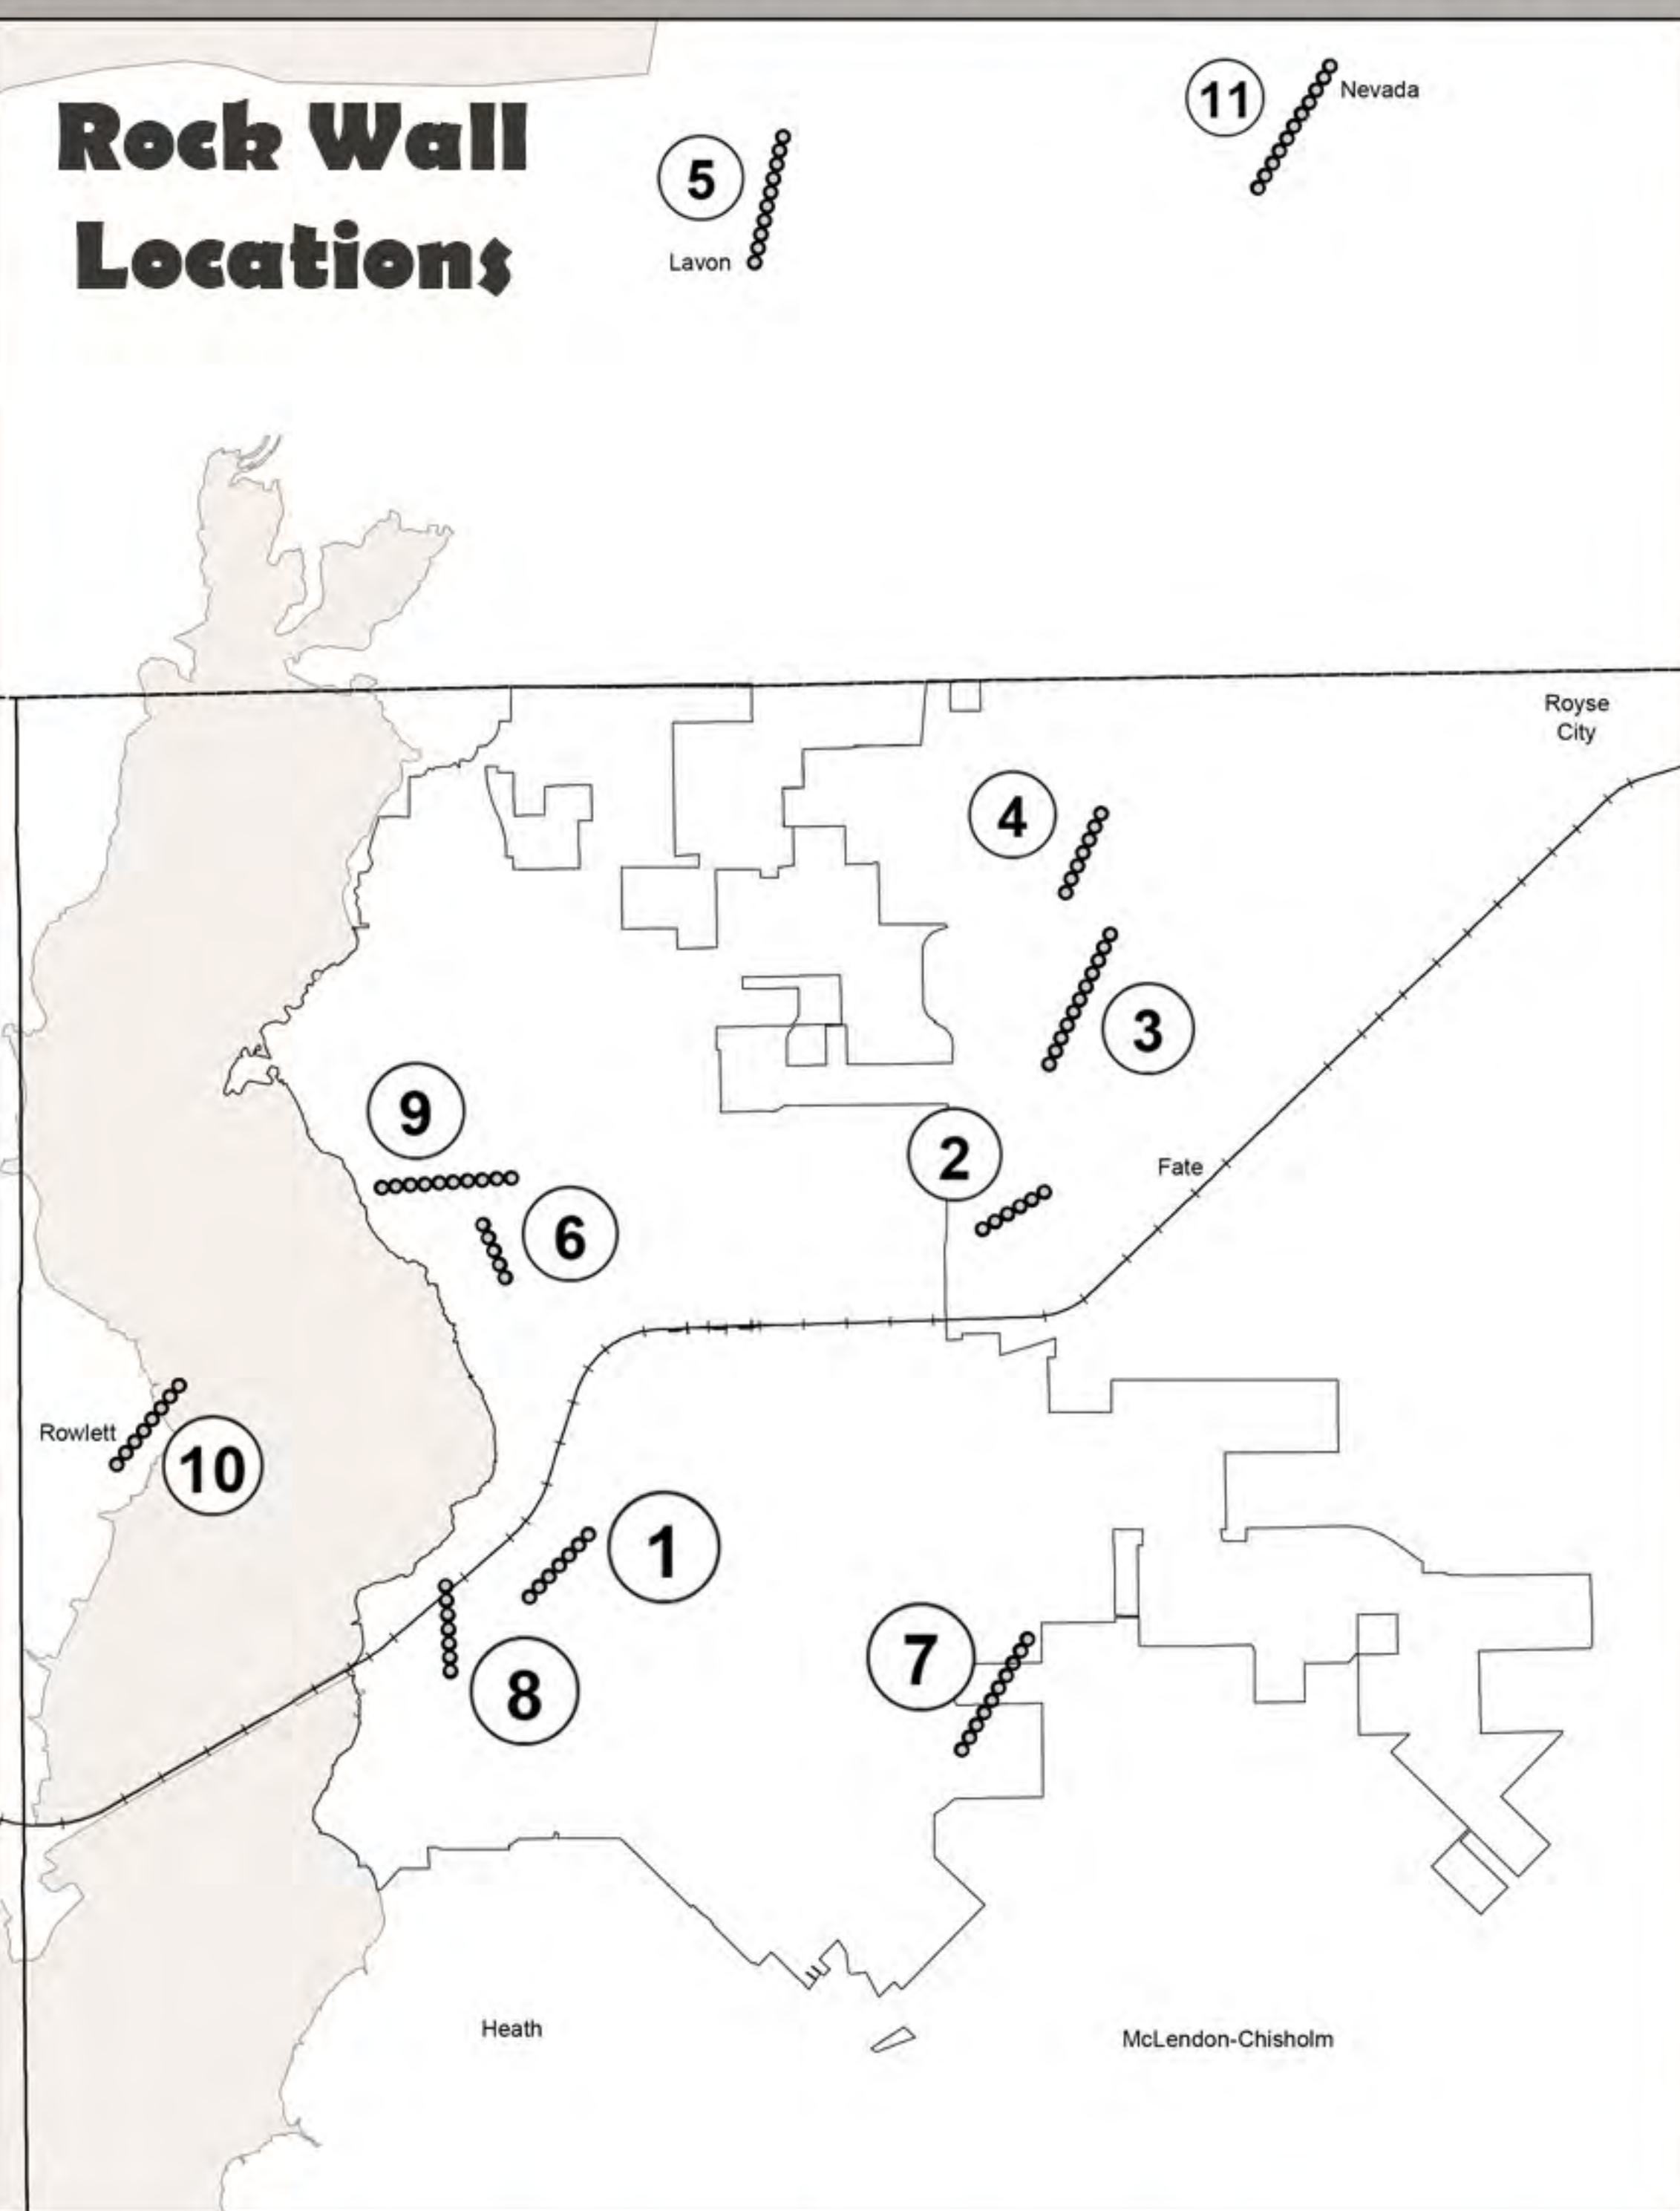 Rock Wall
Locations
11
Nevada
5
Lavon
Royse
City
4
3
9
2
Fate
6
Rowlett
10
1
7
8
Heath
McLendon-Chisholm